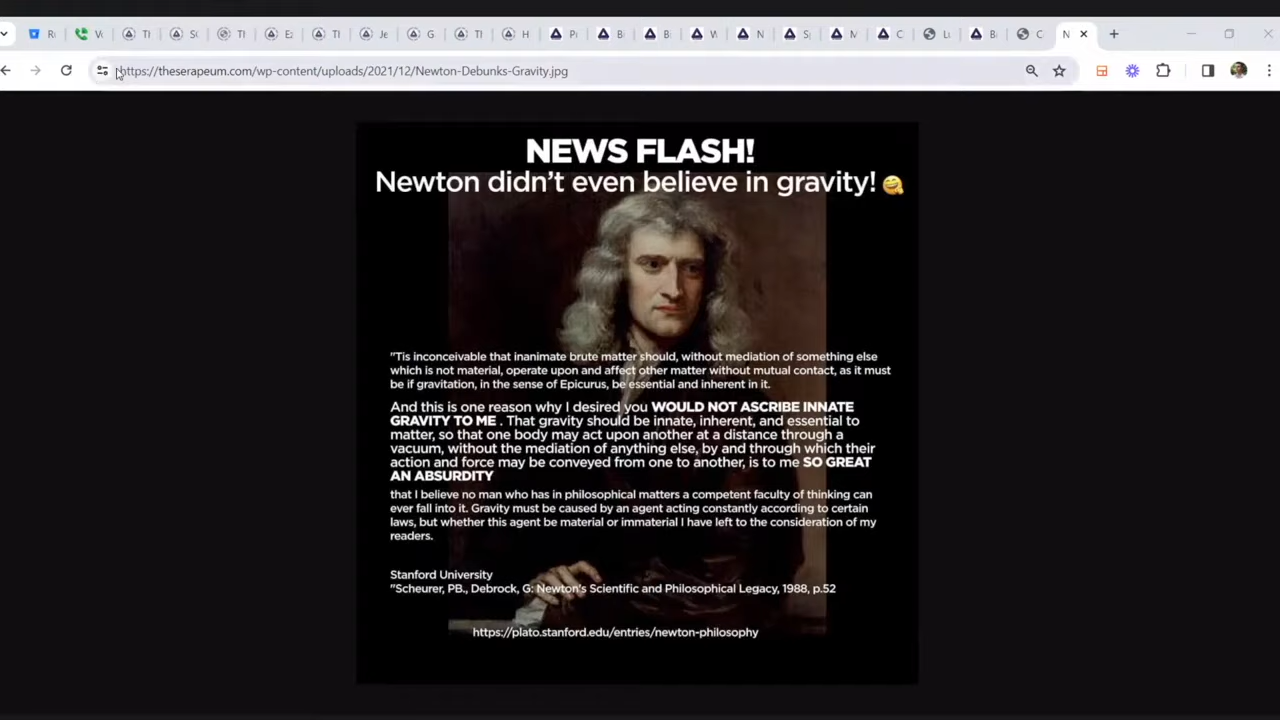 R
Vo
Tl
S(
Tl
E:
Tl
Je
G
Tl
H
P
B
B
W
N
S
M
C
Li
B
C
N
https://theserapeum.com/wp-content/uploads/2021/12/Newton-Debunks-Gravity.jpg
NEWS FLASH!
Newton didn't even believe in gravity!
"Tis inconceivable that inanimate brute matter should, without mediation of something else
which is not material, operate upon and affect other matter without mutual contact, as it must
be if gravitation, in the sense of Epicurus, be essential and inherent in it.
And this is one reason why I desired you WOULD NOT ASCRIBE INNATE
GRAVITY TO ME . That gravity should be innate, inherent, and essential to
matter, so that one body may act upon another at a distance through a
vacuum, without the mediation of anything else, by and through which their
action and force may be conveyed from one to another, is to me SO GREAT
AN ABSURDITY
that I believe no man who has in philosophical matters a competent faculty of thinking can
ever fall into it. Gravity must be caused by an agent acting constantly according to certain
laws, but whether this agent be material or immaterial I have left to the consideration of my
readers.
Stanford University
"Scheurer, PB., Debrock, G: Newton's Scientific and Philosophical Legacy, 1988, p.52
https://plato.stanford.edu/entries/newton-philosophy